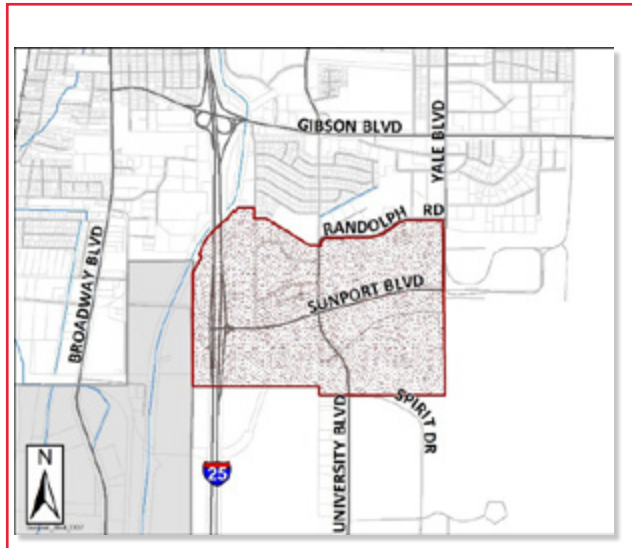 GIBSON BLVD
YALE BLVD
RANDOLPH RD
BROADWAY BLVD
SUNPORT BLVD
SPIRIT DR
UNIVERSITY BLVD
N
25